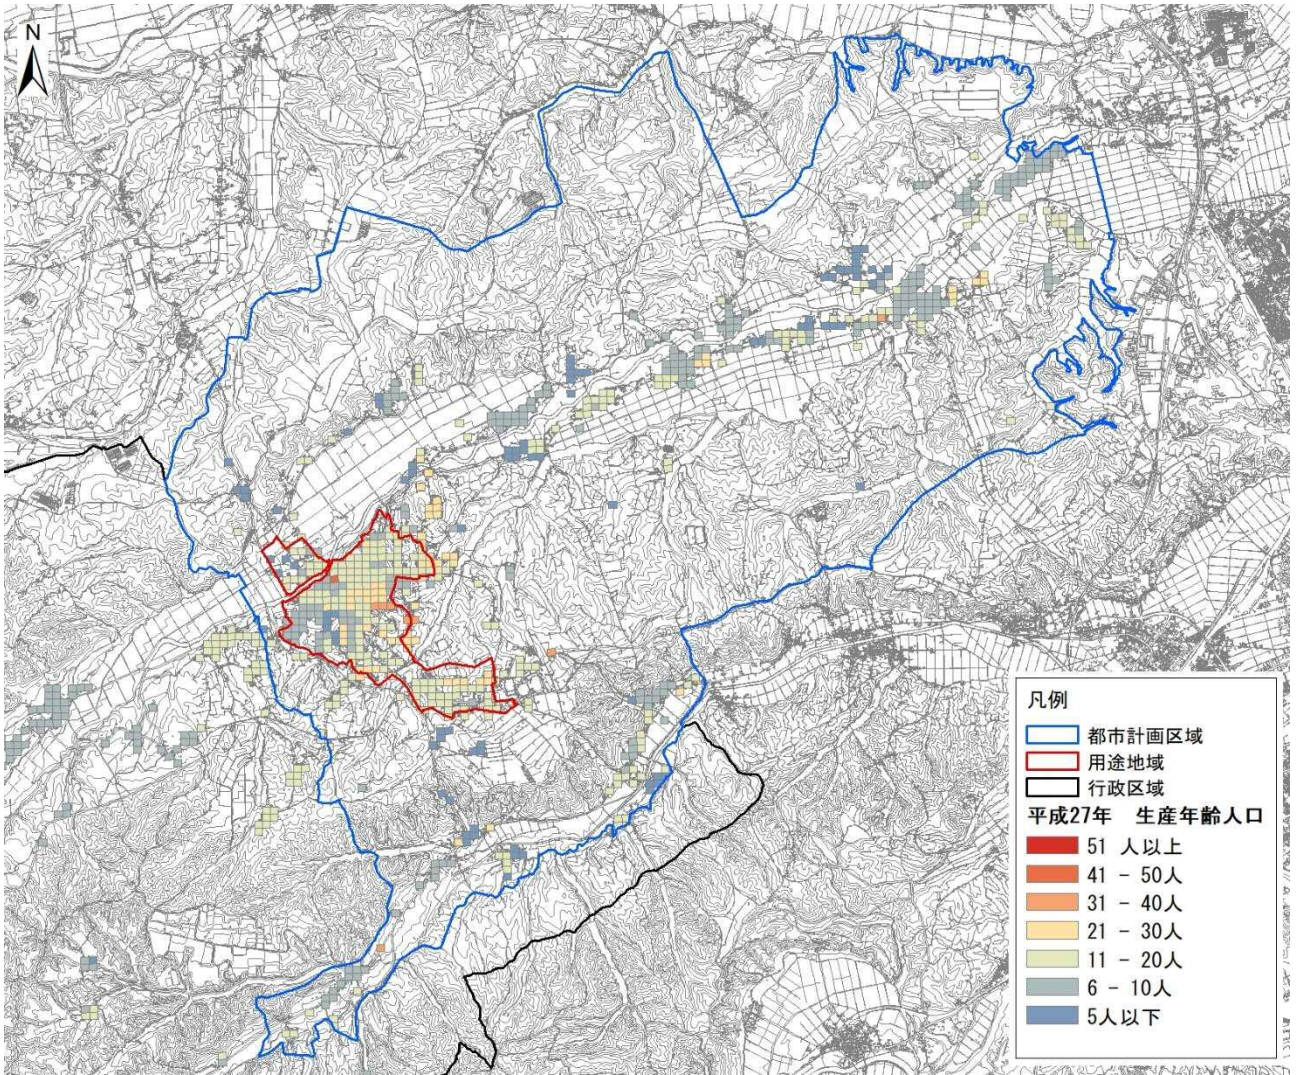 N
凡例
都市計画区域
用途地域
行政区域
平成27年 生産年齢人口
51 人以上
41 - 50人
31 - 40人
21 - 30人
11 - 20人
6 - 10人
5人以下